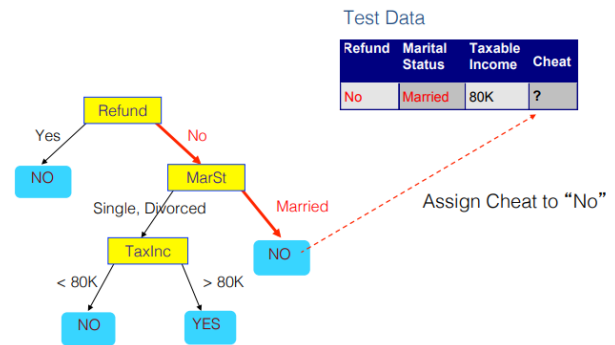 Test Data
Refund Marital Status Taxable Income Cheat
No Married 80K ?
Refund
Yes
No
NO
MarSt
Single, Divorced
Married
Assign Cheat to “No”
TaxInc
NO
< 80K
> 80K
NO
YES